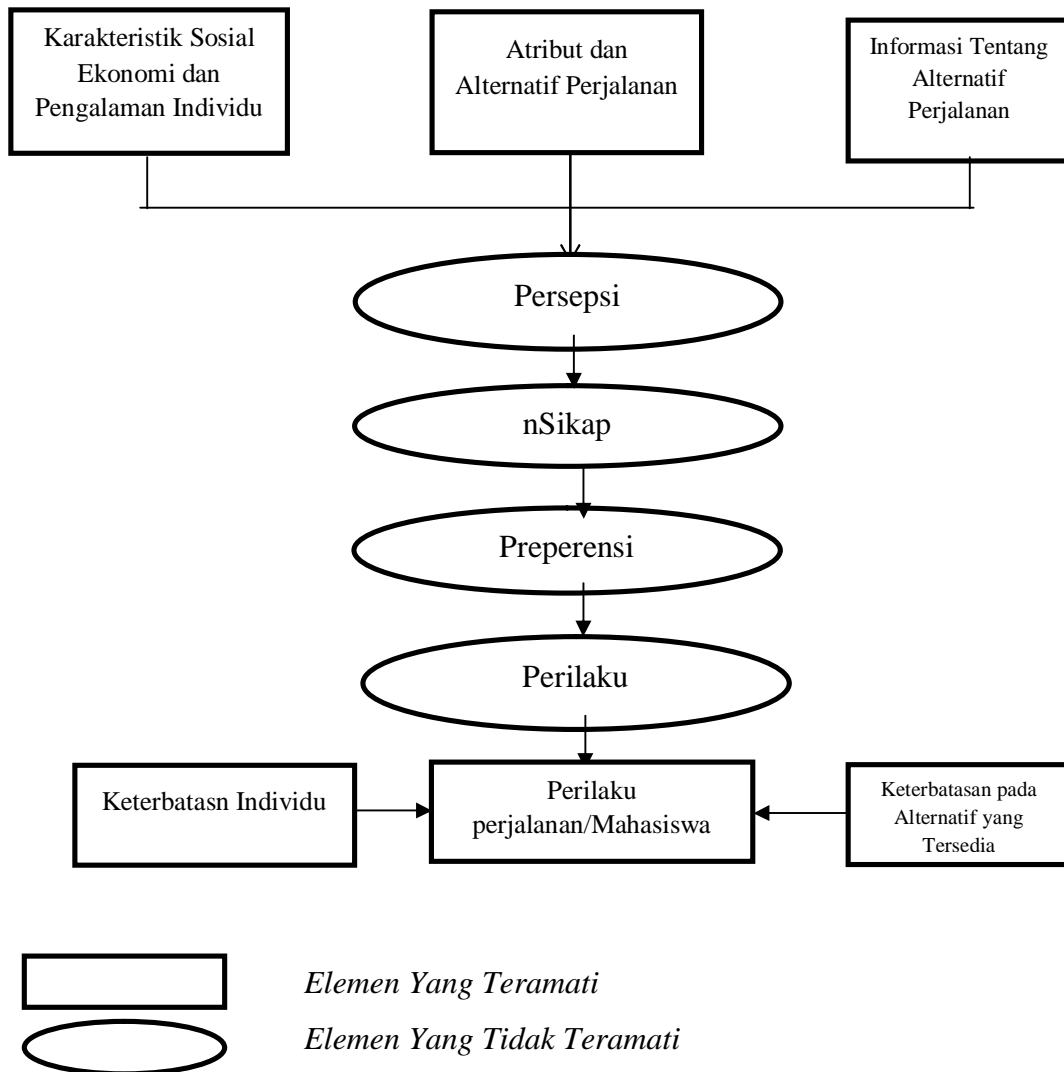 Karakteristik Sosial
Ekonomi dan
Pengalaman Individu
Atribut dan
Alternatif Perjalanan
Informasi Tentang
Alternatif
Perjalanan
Persepsi
nSikap
Preperensi
Perilaku
Keterbatasn Individu
Perilaku
perjalanan/Mahasiswa
Keterbatasan pada
Alternatif yang
Tersedia
Elemen Yang Teramati
Elemen Yang Tidak Teramati